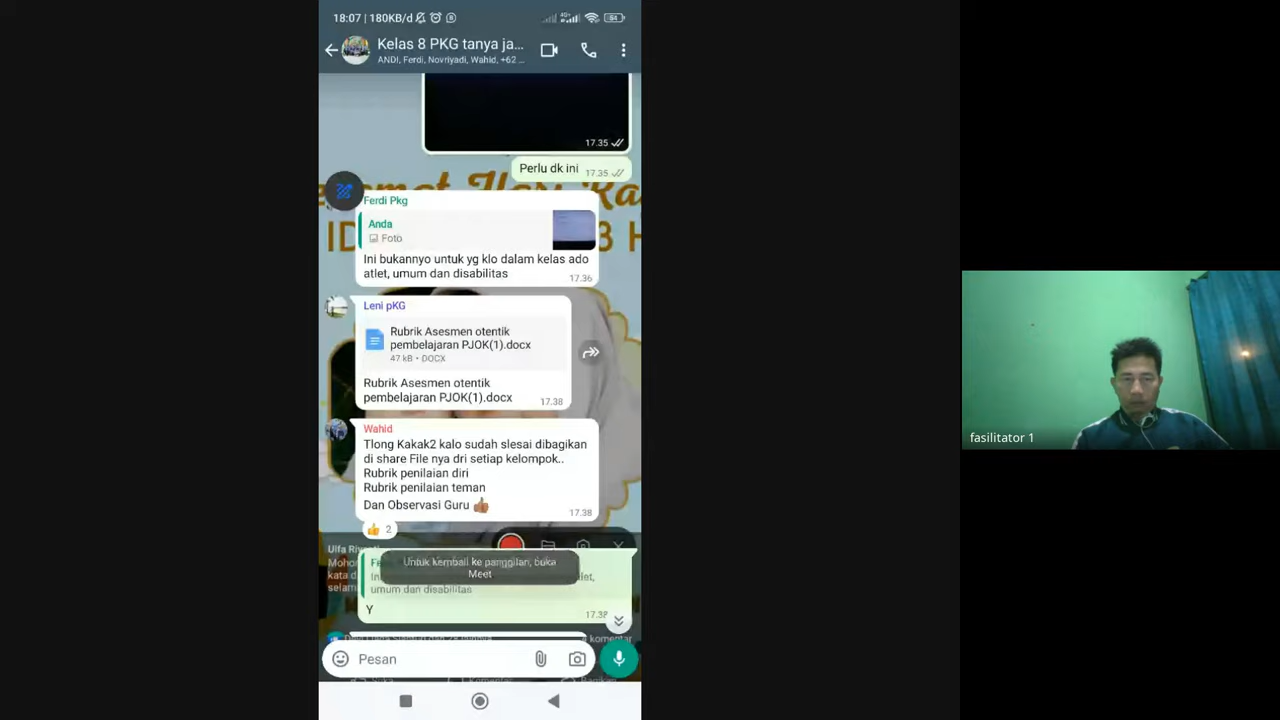 18:07 | 180KB/d
4G+
64
Kelas 8 PKG tanya ja...
ANDI, Ferdi, Novriyadi, Wahid, +62 ...
17.35
Perlu dk ini
17.35
Ferdi Pkg
Anda
Foto
Ini bukannyo untuk yg klo dalam kelas ado
atlet, umum dan disabilitas
17.36
Leni pKG
Rubrik Asesmen otentik
pembelajaran PJOK(1).docx
47 kB • DOCX
Rubrik Asesmen otentik
pembelajaran PJOK(1).docx
17.38
Wahid
Tlong Kakak2 kalo sudah slesai dibagikan
di share File nya dri setiap kelompok..
Rubrik penilaian diri
Rubrik penilaian teman
Dan Observasi Guru
17.38
2
Untuk kembali ke panggilan, buka
Meet
umum dan disabilitas
Y
17.38
Pesan
fasilitator 1